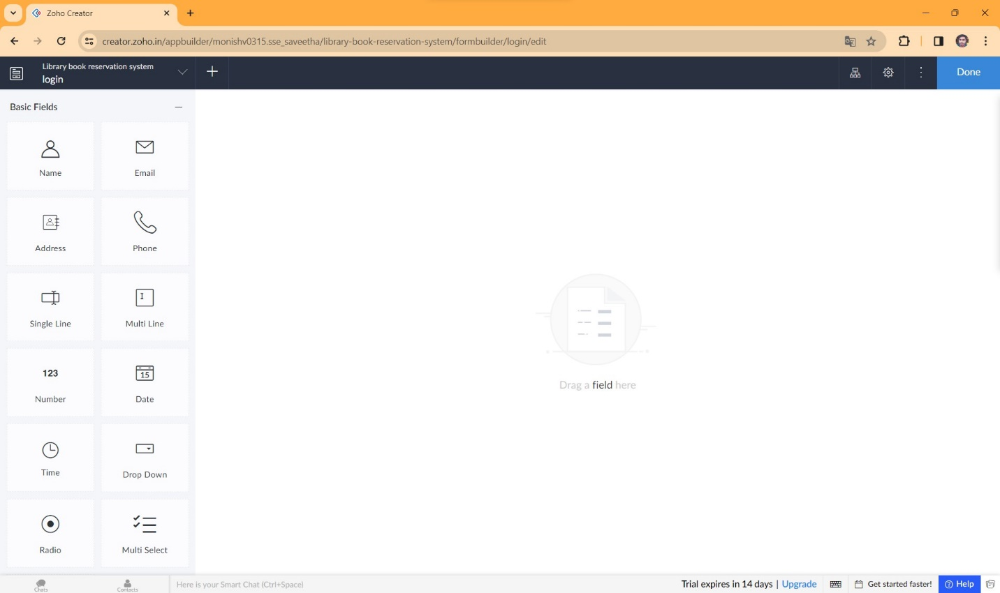 Zoho Creator
creator.zoho.in/appbuilder/monishv0315.sse_saveetha/library-book-reservation-system/formbuilder/login/edit
Library book reservation system
login
Done
Basic Fields
Name
Email
Address
Phone
Single Line
Multi Line
123
Number
15
Date
Time
Drop Down
Radio
Multi Select
Drag a field here
Chats
Contacts
Here is your Smart Chat (Ctrl+Space)
Trial expires in 14 days | Upgrade
Get started faster!
Help